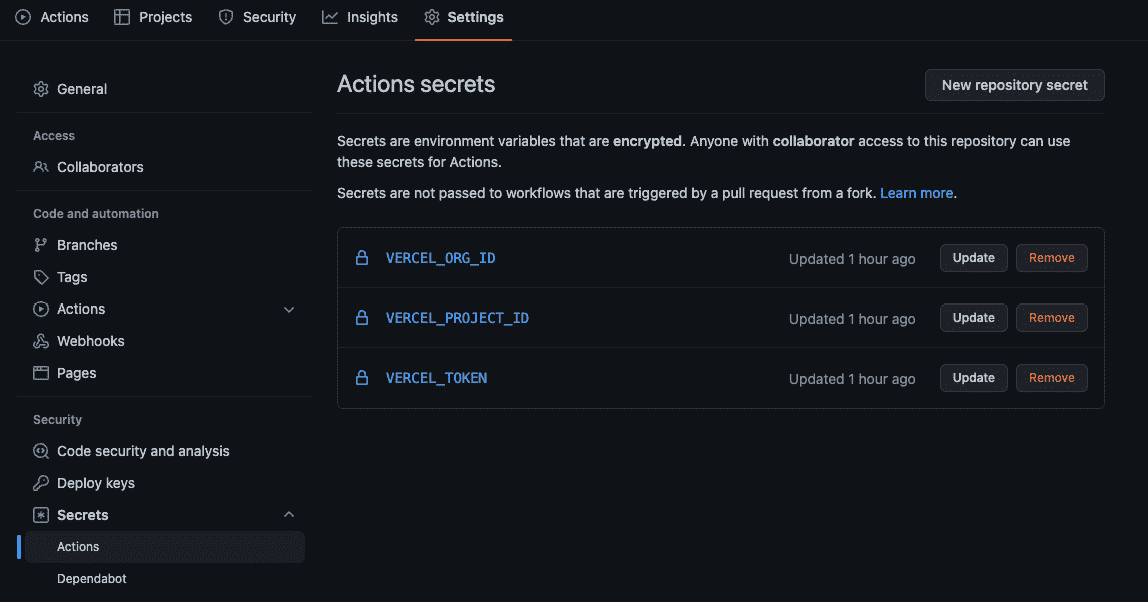 Actions Projects Security Insights Settings
General
Access
Collaborators
Code and automation
Branches
Tags
Actions
Webhooks
Pages
Security
Code security and analysis
Deploy keys
Secrets
Actions
Dependabot
Actions secrets New repository secret
Secrets are environment variables that are encrypted. Anyone with collaborator access to this repository can use
these secrets for Actions.
Secrets are not passed to workflows that are triggered by a pull request from a fork. Learn more.
VERCEL_ORG_ID Updated 1 hour ago Update Remove
VERCEL_PROJECT_ID Updated 1 hour ago Update Remove
VERCEL_TOKEN Updated 1 hour ago Update Remove